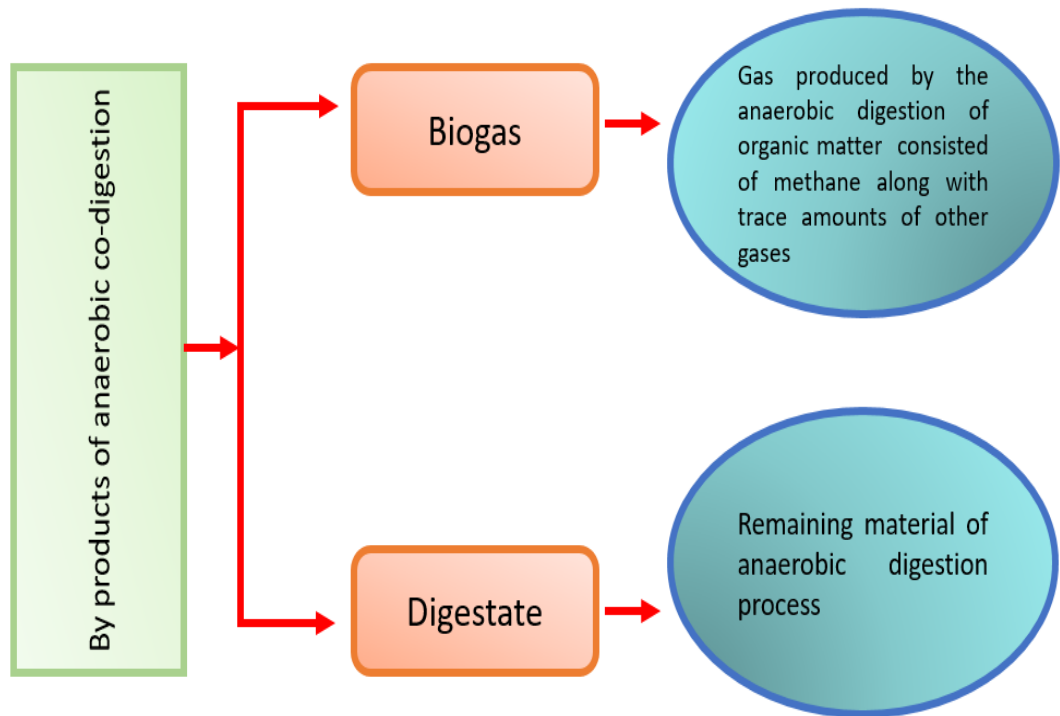 By products of anaerobic co-digestion
Biogas
Gas produced by the
anaerobic digestion of
organic matter consisted
of methane along with
trace amounts of other
gases
Digestate
Remaining material of
anaerobic digestion
process